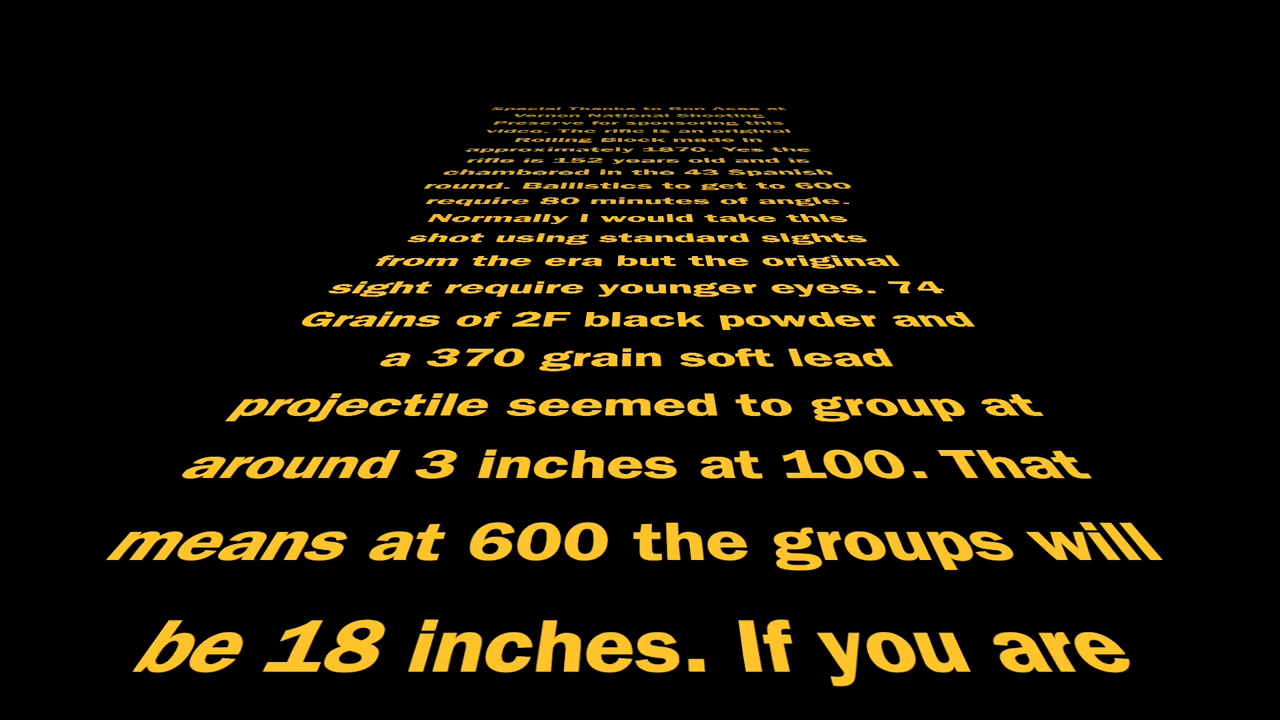 Special Thanks to Ron at
Vernon National Shooting
Preserve for sponsoring this
video. The rifle is an original
Rolling Block made in
approximately 1870. Yes the
rifle is 152 years old and is
chambered in the 43 Spanish
round. Ballistics to get to 600
require 80 minutes of angle.
Normally I would take this
shot using standard sights
from the era but the original
sight require younger eyes. 74
Grains of 2F black powder and
a 370 grain soft lead
projectile seemed to group at
around 3 inches at 100. That
means at 600 the groups will
be 18 inches. If you are